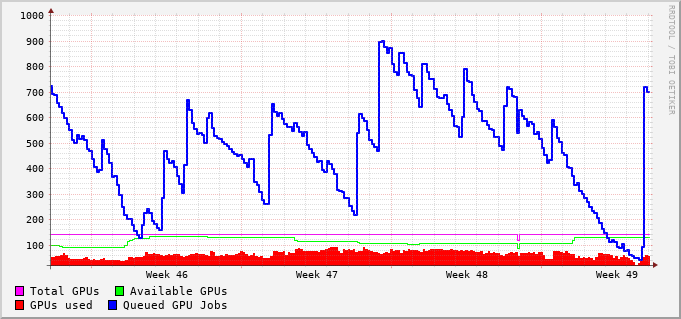 1000
900
800
700
600
500
400
300
200
100
Week 46 Week 47 Week 48 Week 49
Total GPUs Available GPUs
GPUs used Queued GPU Jobs
RRDTOOL / TOBI OETIKER